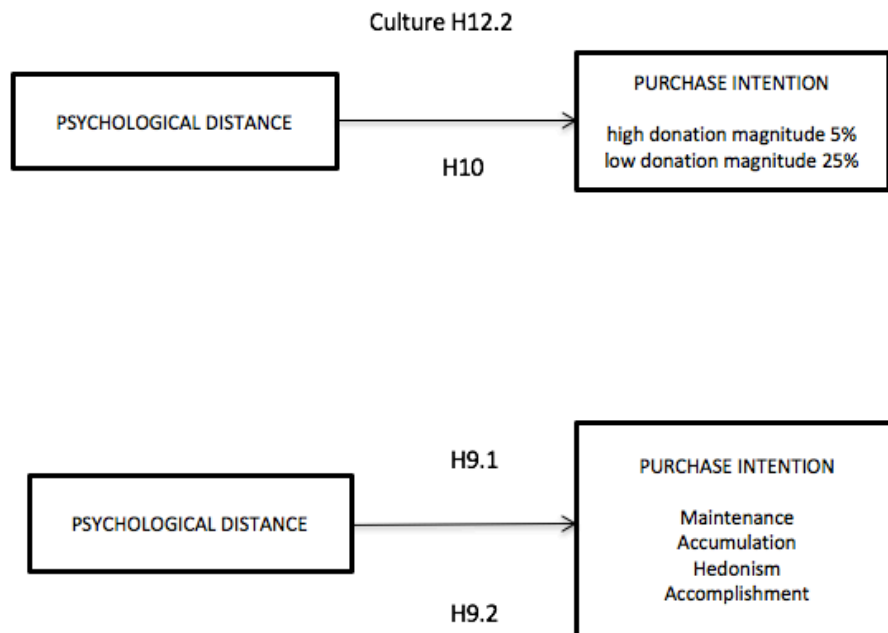 Culture H12.2
PSYCHOLOGICAL DISTANCE
H10
PURCHASE INTENTION
high donation magnitude 5%
low donation magnitude 25%
PSYCHOLOGICAL DISTANCE
H9.1
H9.2
PURCHASE INTENTION
Maintenance
Accumulation
Hedonism
Accomplishment